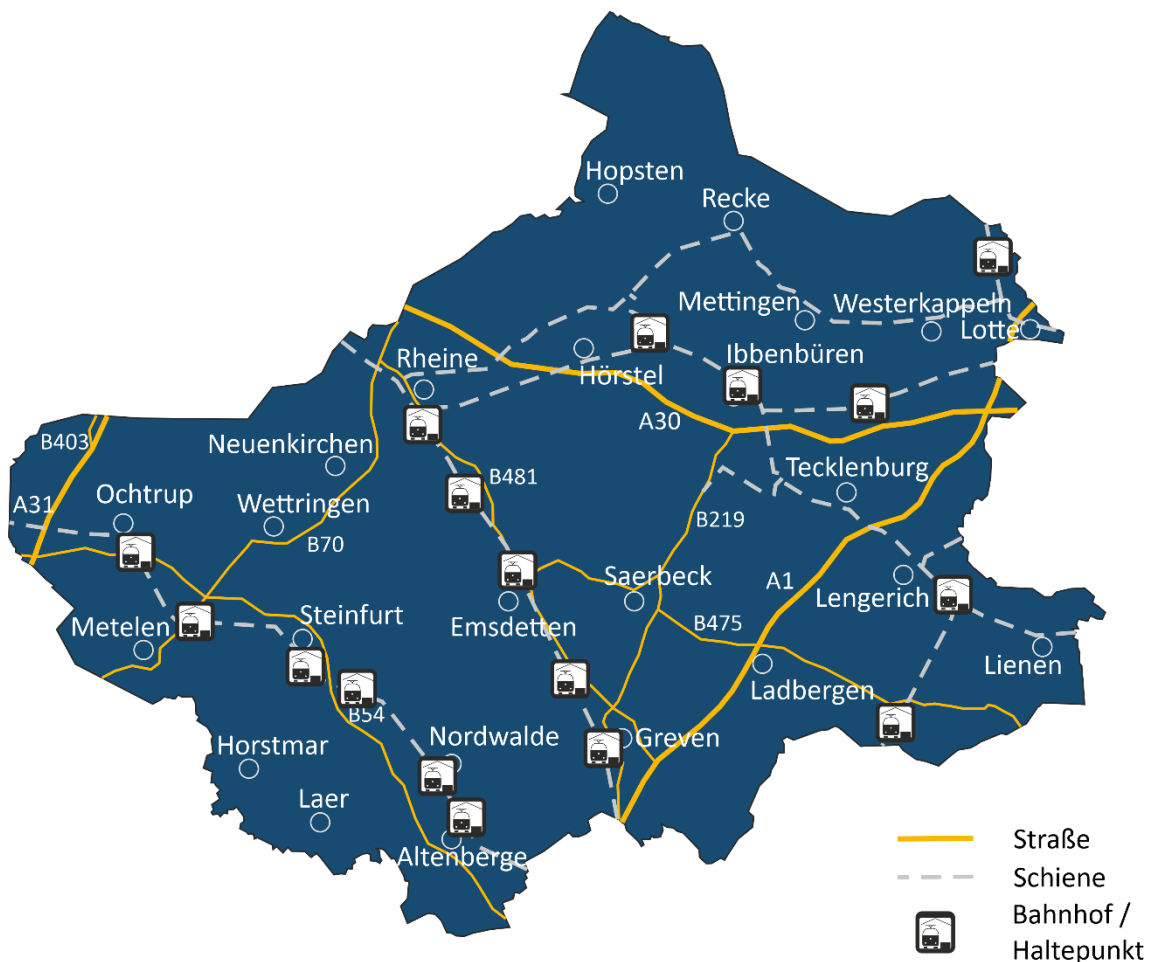 Hopsten
Recke
Mettingen
Westerkappeln
Lotte
Ibbenbüren
Rheine
Hörstel
A30
B403
Neuenkirchen
Tecklenburg
B481
A31
Ochtrup
Wettringen
B219
B70
A1
Saerbeck
Lengerich
Steinfurt
Emsdetten
B475
Metelen
Lienen
Ladbergen
B54
Nordwalde
Greven
Horstmar
Laer
Altenberge
Straße
Schiene
Bahnhof /
Haltepunkt